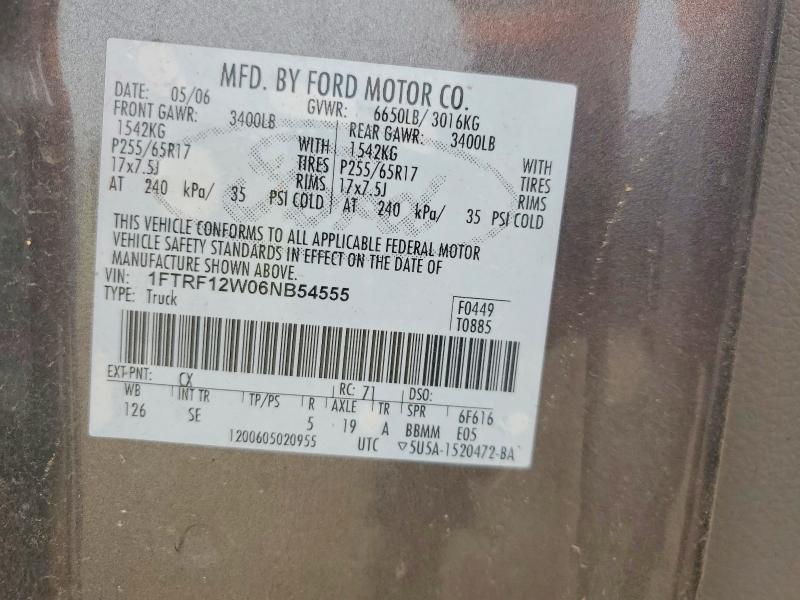 MFD. BY FORD MOTOR CO.
DATE: 05/06 GVWR: 6650LB/ 3016KG
FRONT GAWR: 3400LB REAR GAWR: 3400LB
1542KG WITH 1542KG WITH
P255/65R17 TIRES P255/65R17 TIRES
17x7.5J RIMS 17x7.5J RIMS
AT 240 kPa/ 35 PSI COLD AT 240 kPa/ 35 PSI COLD
THIS VEHICLE CONFORMS TO ALL APPLICABLE FEDERAL MOTOR
VEHICLE SAFETY STANDARDS IN EFFECT ON THE DATE OF
MANUFACTURE SHOWN ABOVE.
VIN: 1FTRF12W06NB54555
TYPE: Truck F0449
T0885
EXT-PNT: CX RC: 71 DSO:
WB INT TR TP/PS R AXLE TR SPR 6F616
126 SE 5 19 A BBMM E05
1200605020955 UTC ▽5U5A-1520472-BA
Ford